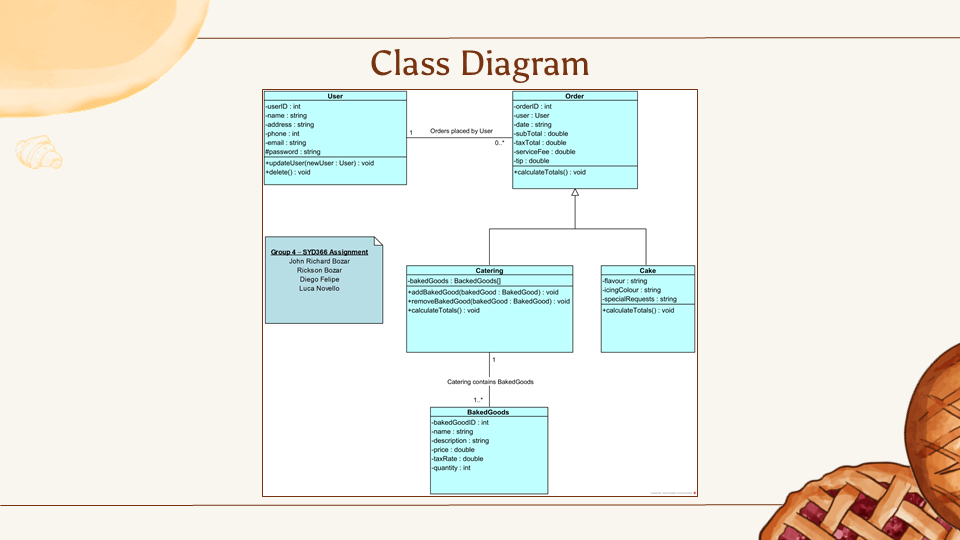 Class Diagram
User
-userID : int
-name : string
-address : string
-phone : int
-email : string
#password : string
+updateUser(newUser : User) : void
+delete() : void
1
Orders placed by User
0..*
Order
-orderID : int
-user : User
-date : string
-subTotal : double
-taxTotal : double
-serviceFee : double
-tip : double
+calculateTotals() : void
Group 4 – SYD366 Assignment
John Richard Bozar
Rickson Bozar
Diego Felipe
Luca Novello
Catering
-bakedGoods : BackedGoods[]
+addBakedGood(bakedGood : BakedGood) : void
+removeBakedGood(bakedGood : BakedGood) : void
+calculateTotals() : void
Cake
-flavour : string
-icingColour : string
-specialRequests : string
+calculateTotals() : void
1
Catering contains BakedGoods
1..*
BakedGoods
-bakedGoodID : int
-name : string
-description : string
-price : double
-taxRate : double
-quantity : int